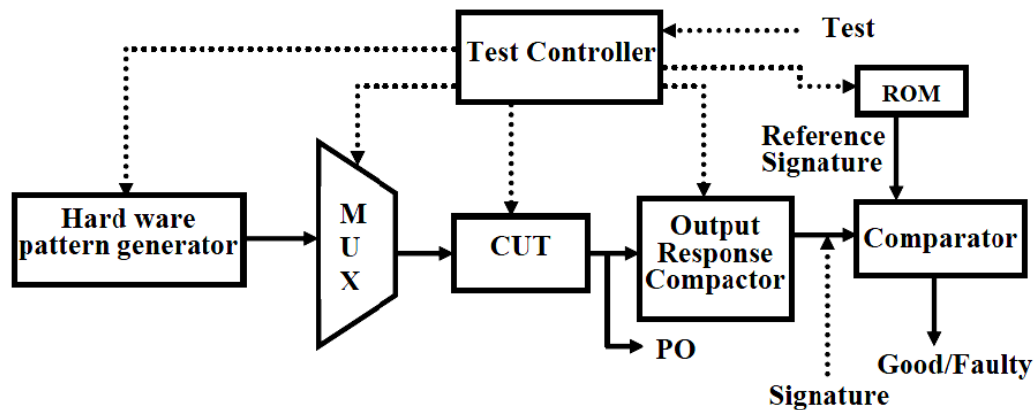 Test Controller
Test
ROM
Reference
Signature
Hard ware
pattern generator
M
U
X
CUT
Output
Response
Compactor
Comparator
PO
Good/Faulty
Signature